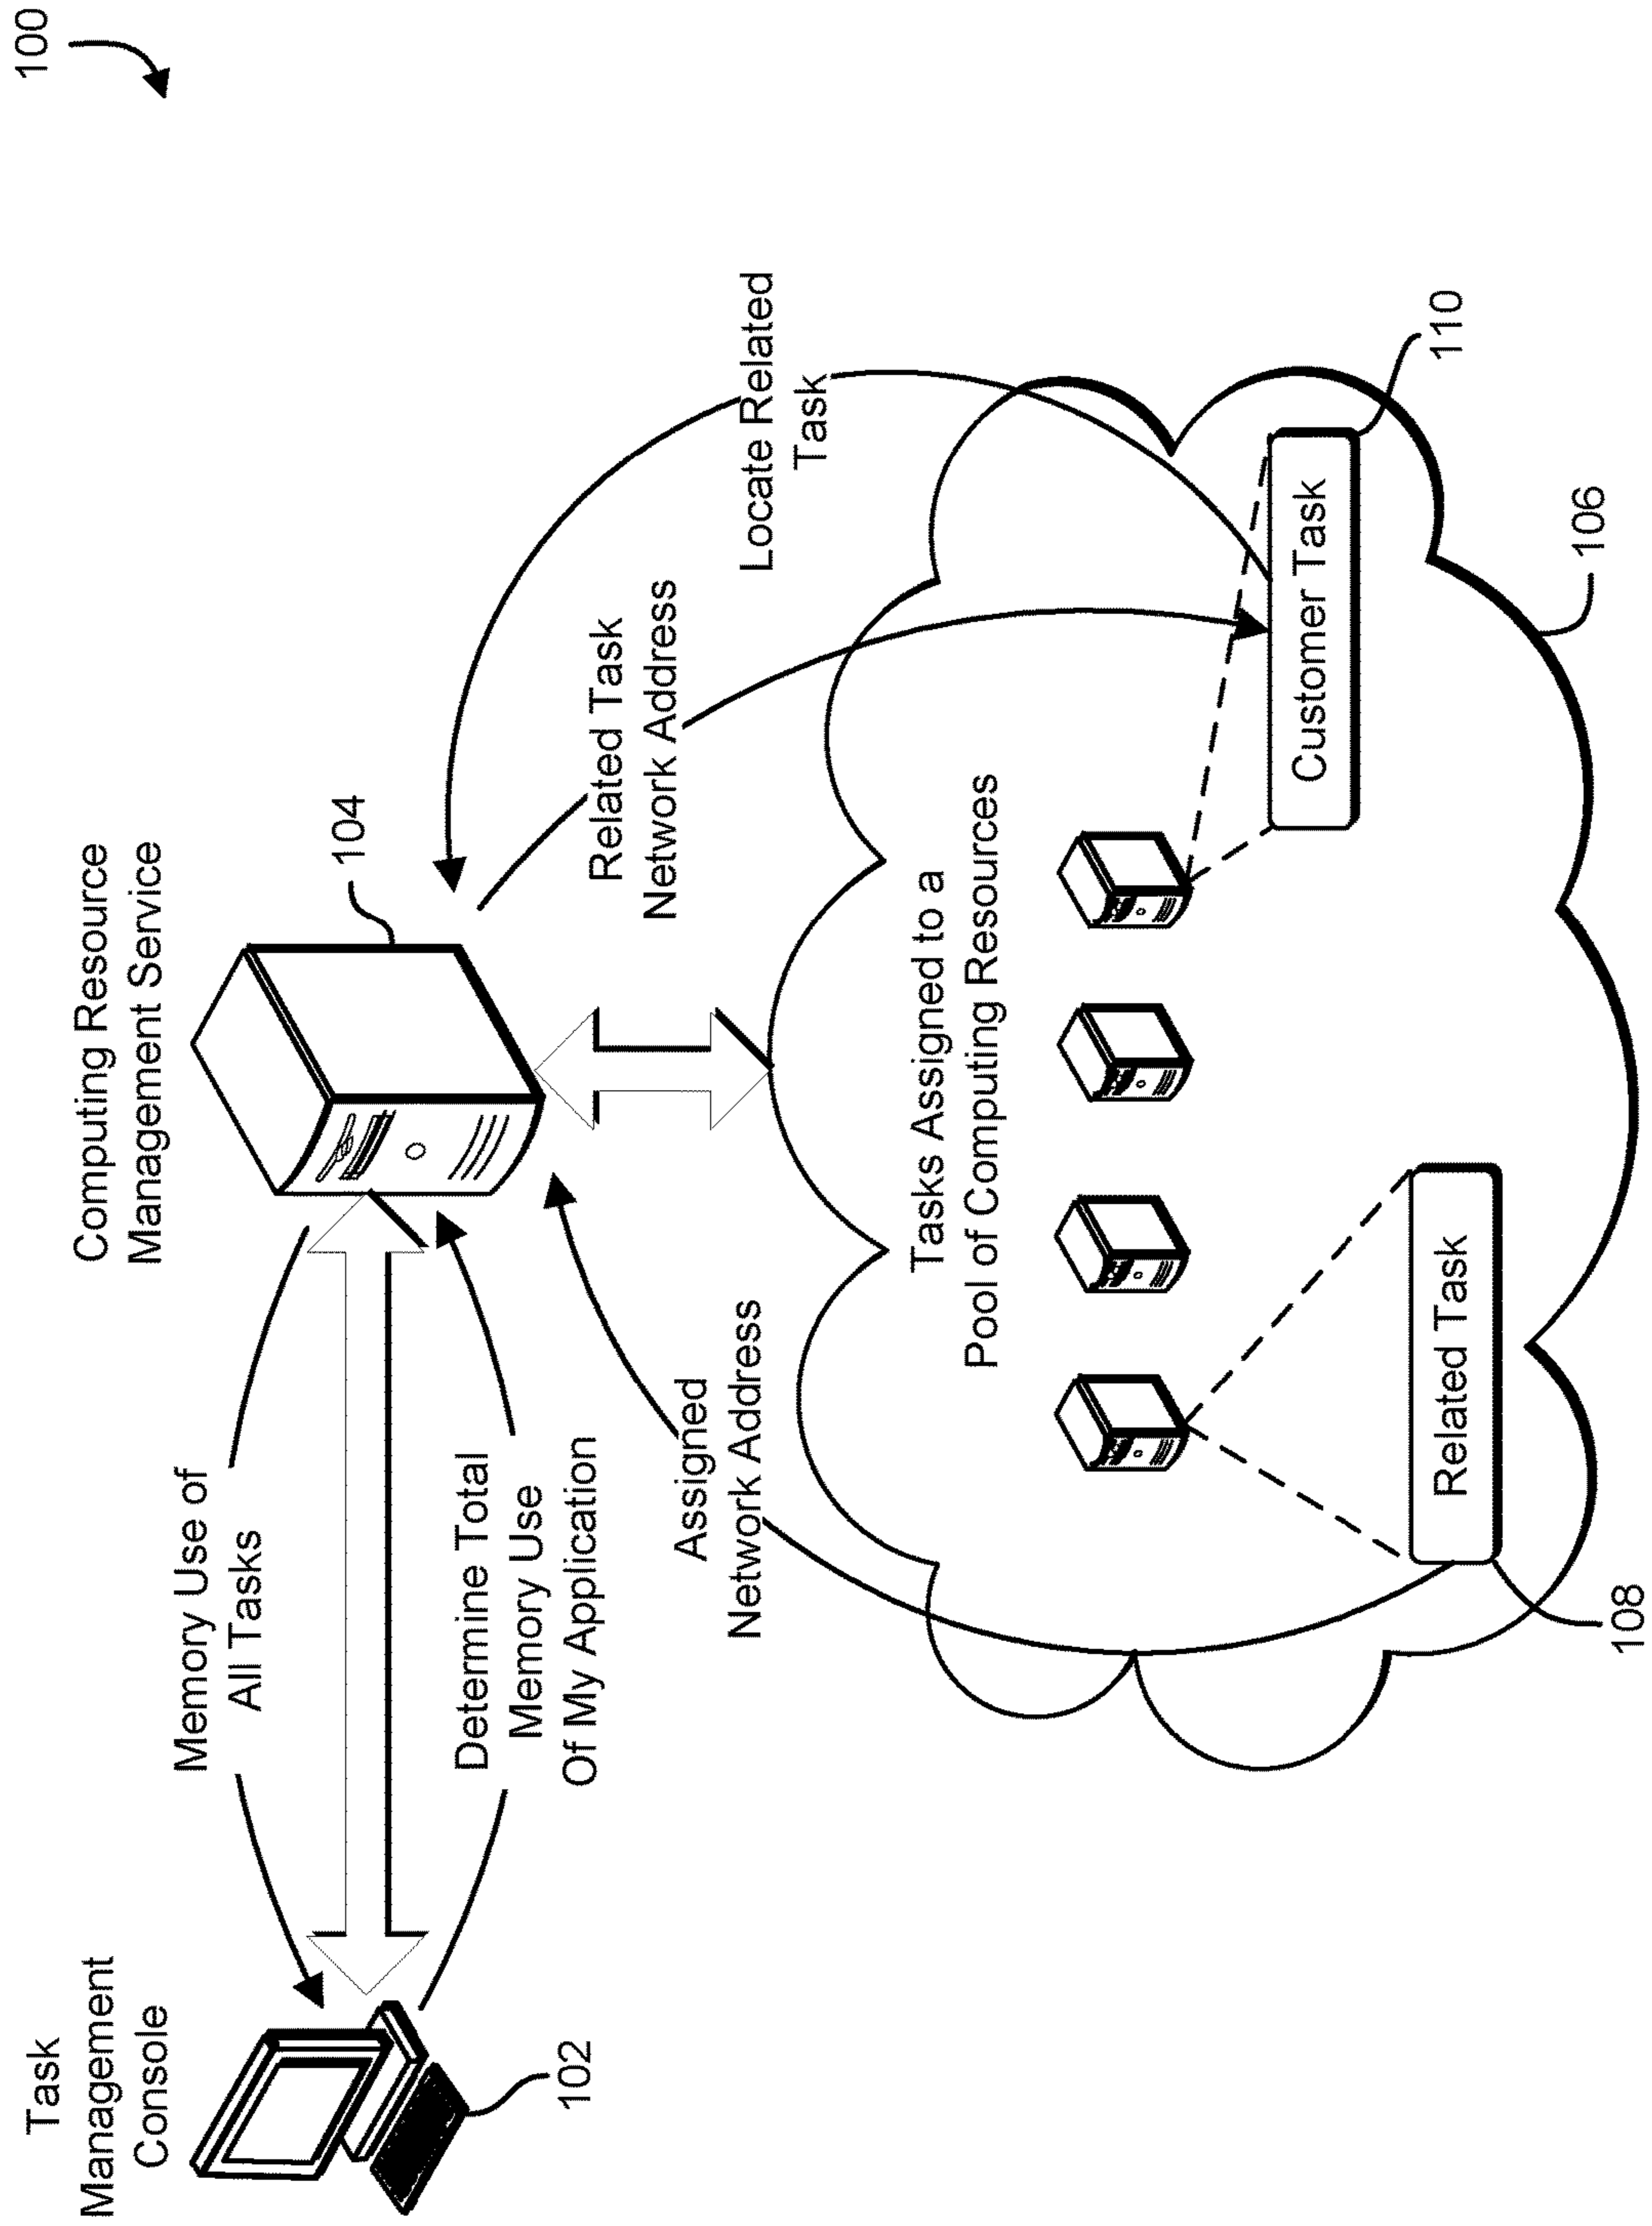 100
Task
Management
Console
102
Memory Use of
All Tasks
Determine Total
Memory Use
Of My Application
Computing Resource
Management Service
104
Assigned
Network Address
Related Task
Network Address
Locate Related
Task
Tasks Assigned to a
Pool of Computing Resources
Related Task
108
Customer Task
110
106